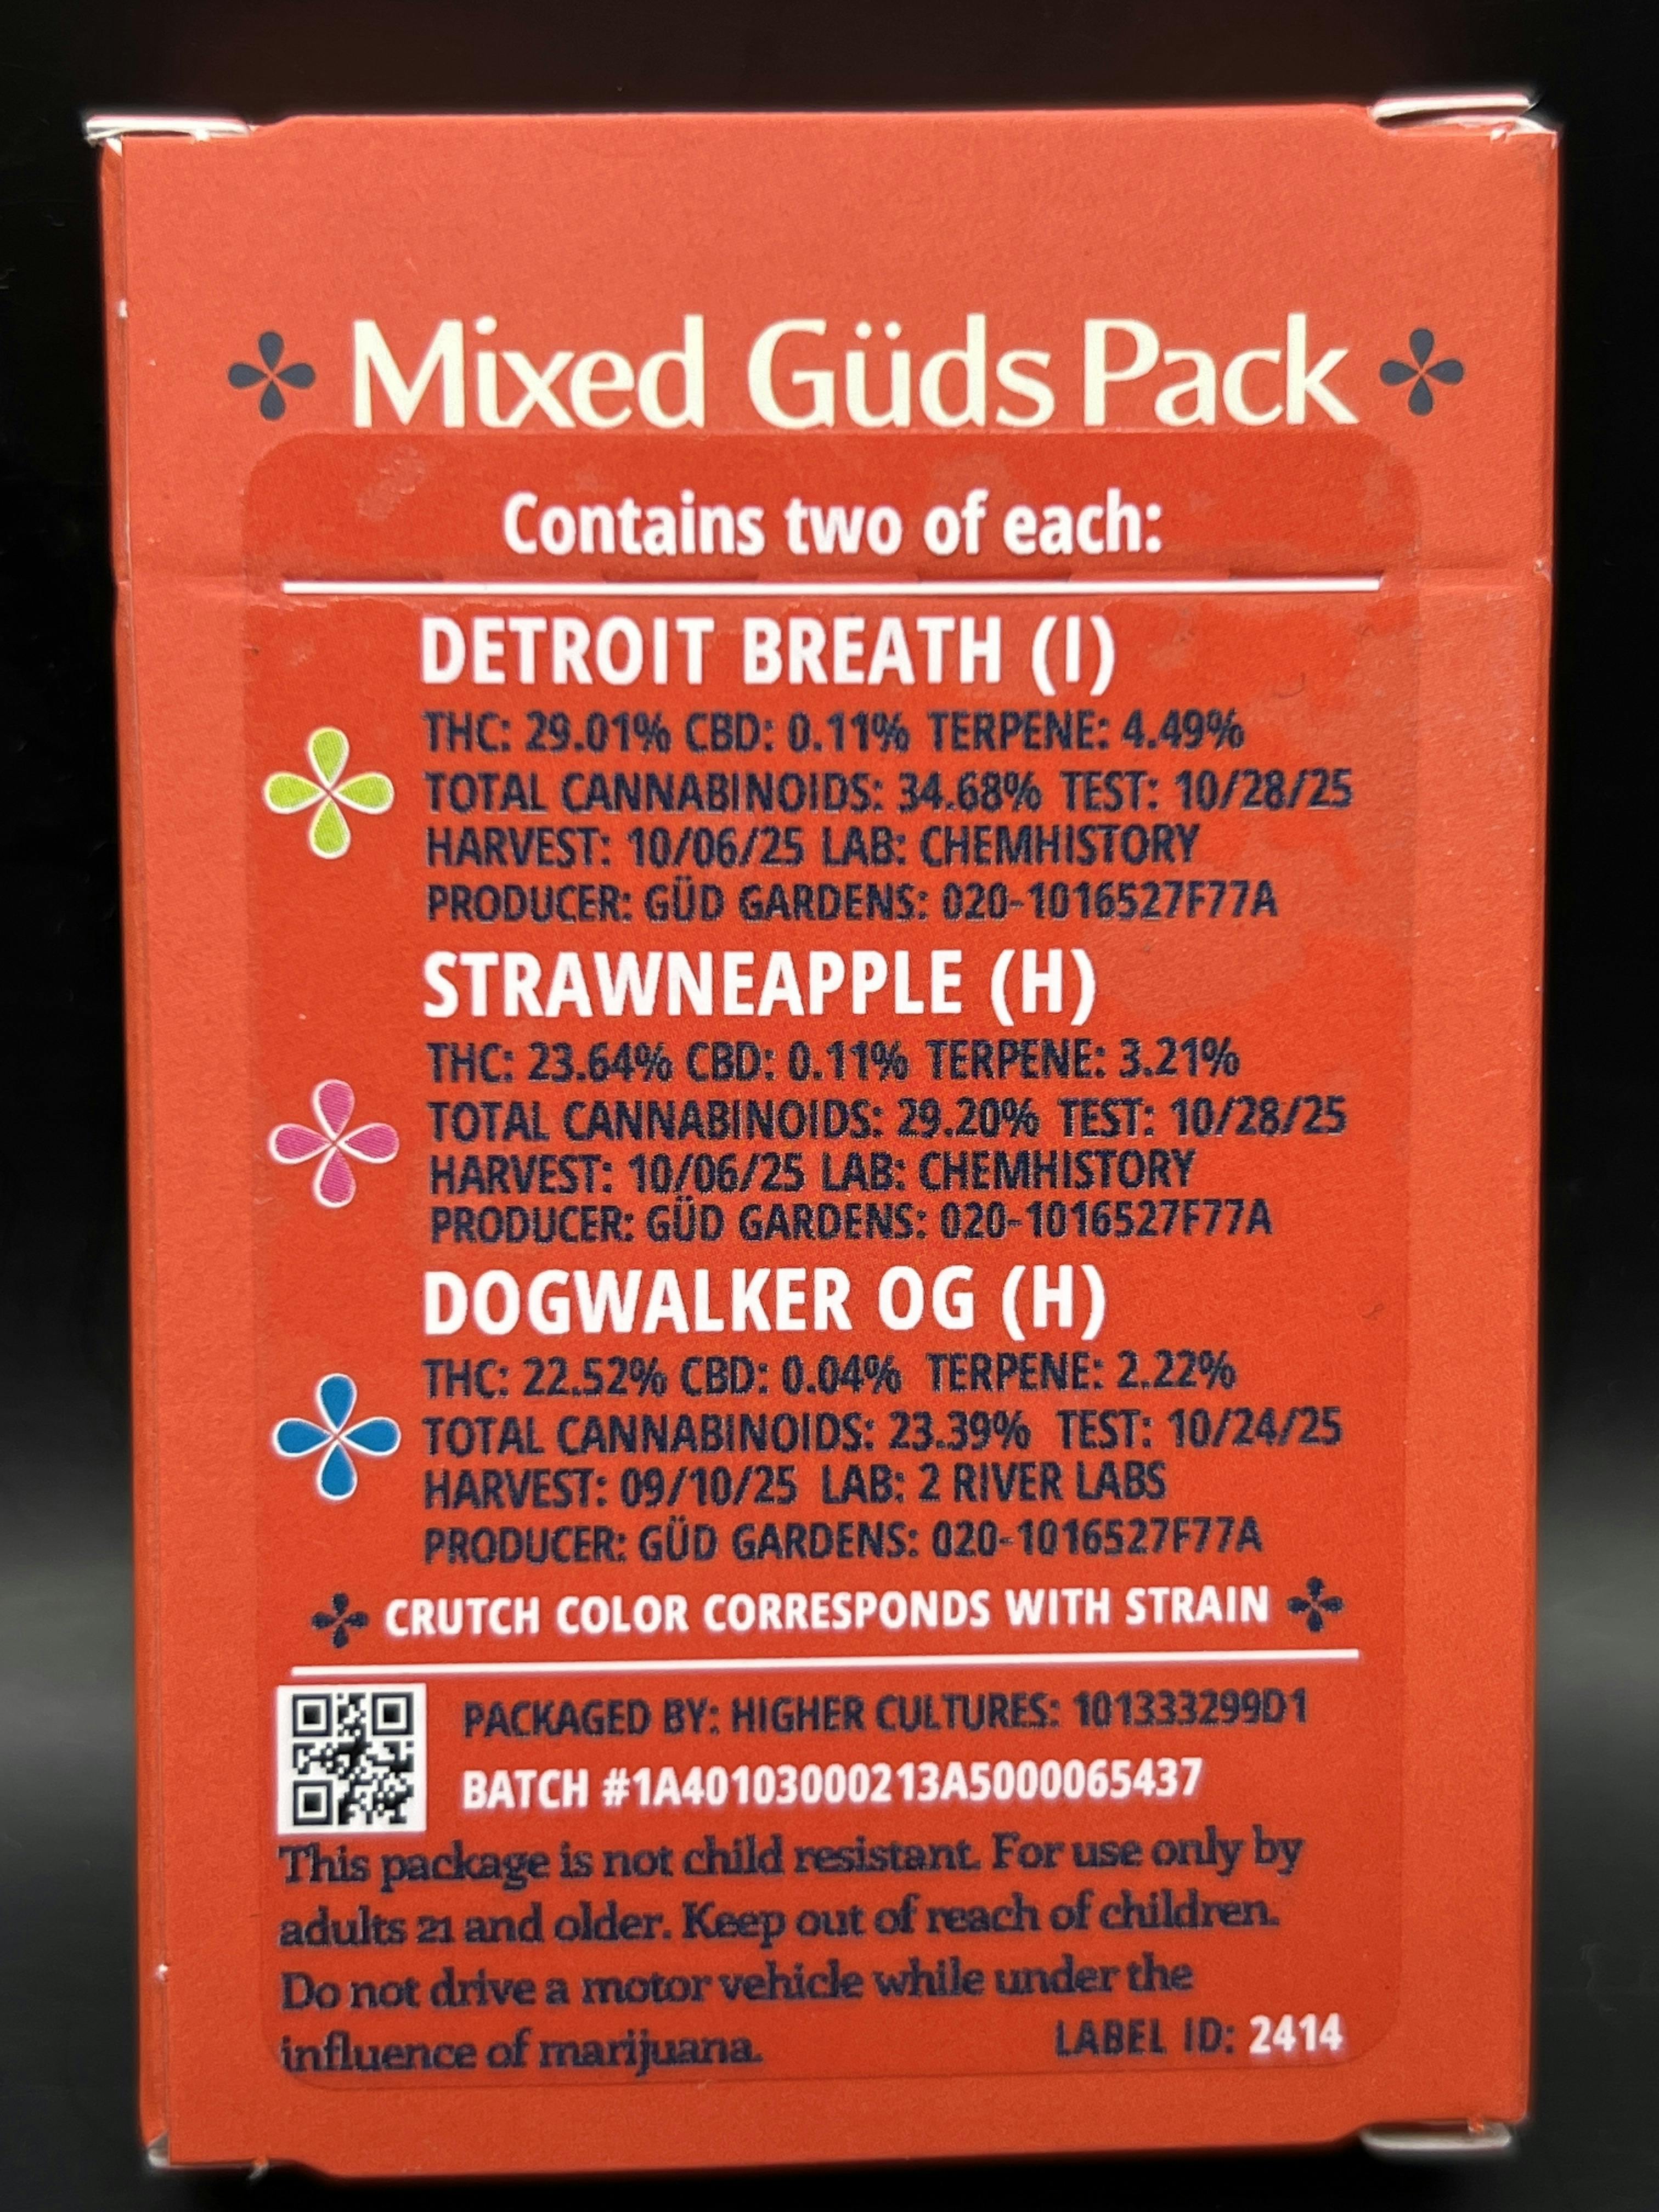 Mixed Güds Pack
Contains two of each:
DETROIT BREATH (I)
THC: 29.01% CBD: 0.11% TERPENE: 4.49%
TOTAL CANNABINOIDS: 34.68% TEST: 10/28/25
HARVEST: 10/06/25 LAB: CHEMHISTORY
PRODUCER: GÜD GARDENS: 020-1016527F77A
STRAWNEAPPLE (H)
THC: 23.64% CBD: 0.11% TERPENE: 3.21%
TOTAL CANNABINOIDS: 29.20% TEST: 10/28/25
HARVEST: 10/06/25 LAB: CHEMHISTORY
PRODUCER: GÜD GARDENS: 020-1016527F77A
DOGWALKER OG (H)
THC: 22.52% CBD: 0.04% TERPENE: 2.22%
TOTAL CANNABINOIDS: 23.39% TEST: 10/24/25
HARVEST: 09/10/25 LAB: 2 RIVER LABS
PRODUCER: GÜD GARDENS: 020-1016527F77A
CRUTCH COLOR CORRESPONDS WITH STRAIN
PACKAGED BY: HIGHER CULTURES: 101333299D1
BATCH #1A40103000213A5000065437
This package is not child resistant. For use only by
adults 21 and older. Keep out of reach of children.
Do not drive a motor vehicle while under the
influence of marijuana.
LABEL ID: 2414